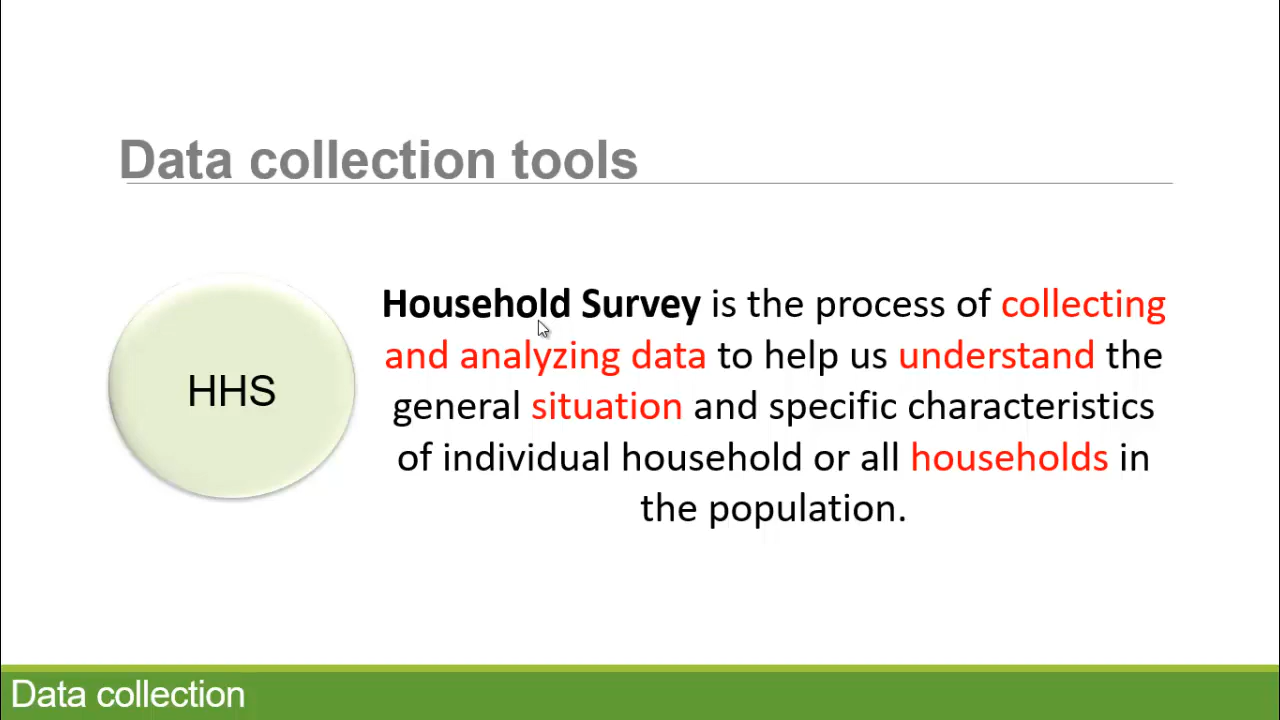 Data collection tools
HHS
Household Survey is the process of collecting
and analyzing data to help us understand the
general situation and specific characteristics
of individual household or all households in
the population.
Data collection